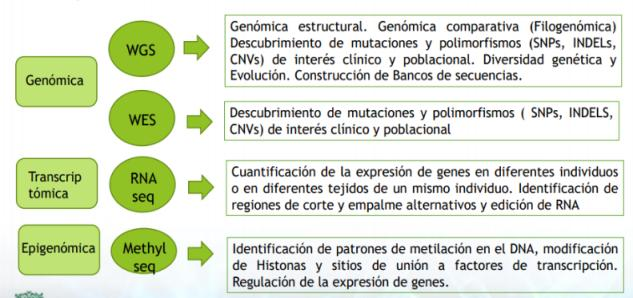 Genómica
WGS
Genómica estructural. Genómica comparativa (Filogenómica)
Descubrimiento de mutaciones y polimorfismos (SNPs, INDELs,
CNVs) de interés clínico y poblacional. Diversidad genética y
Evolución. Construcción de Bancos de secuencias.
WES
Descubrimiento de mutaciones y polimorfismos ( SNPs, INDELS,
CNVs) de interés clínico y poblacional
Transcrip
tómica
RNA
seq
Cuantificación de la expresión de genes en diferentes individuos
o en diferentes tejidos de un mismo individuo. Identificación de
regiones de corte y empalme alternativos y edición de RNA
Epigenómica
Methyl
seq
Identificación de patrones de metilación en el DNA, modificación
de Histonas y sitios de unión a factores de transcripción.
Regulación de la expresión de genes.